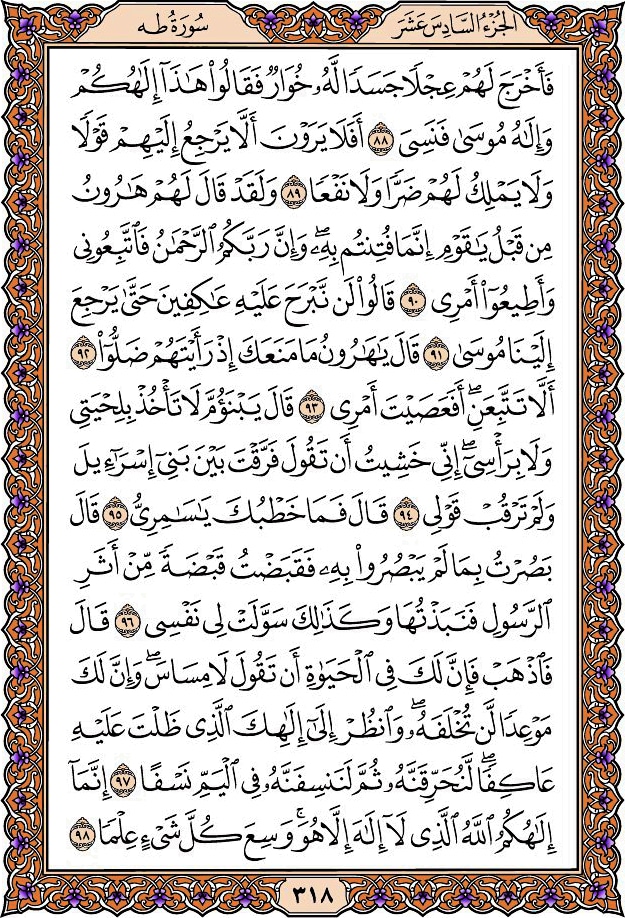 الجُزْءُ السَّادِسَ عَشَرَ
سُورَةُ طه
فَأَخْرَجَ لَهُمْ عِجْلًا جَسَدًا لَّهُۥ خُوَارٌ فَقَالُوا۟ هَـٰذَآ إِلَـٰهُكُمْ
وَإِلَـٰهُ مُوسَىٰ فَنَسِىَ ٨٨ أَفَلَا يَرَوْنَ أَلَّا يَرْجِعُ إِلَيْهِمْ قَوْلًا
وَلَا يَمْلِكُ لَهُمْ ضَرًّا وَلَا نَفْعًا ٨٩ وَلَقَدْ قَالَ لَهُمْ هَـٰرُونُ
مِن قَبْلُ يَـٰقَوْمِ إِنَّمَا فُتِنتُم بِهِۦ ۖ وَإِنَّ رَبَّكُمُ ٱلرَّحْمَـٰنُ فَٱتَّبِعُونِى
وَأَطِيعُوٓا۟ أَمْرِى ٩٠ قَالُوا۟ لَن نَّبْرَحَ عَلَيْهِ عَـٰكِفِينَ حَتَّىٰ يَرْجِعَ
إِلَيْنَا مُوسَىٰ ٩١ قَالَ يَـٰهَـٰرُونُ مَا مَنَعَكَ إِذْ رَأَيْتَهُمْ ضَلُّوٓا۟ ٩٢
أَلَّا تَتَّبِعَنِ ۖ أَفَعَصَيْتَ أَمْرِى ٩٣ قَالَ يَبْنَؤُمَّ لَا تَأْخُذْ بِلِحْيَتِى
وَلَا بِرَأْسِىٓ ۖ إِنِّى خَشِيتُ أَن تَقُولَ فَرَّقْتَ بَيْنَ بَنِىٓ إِسْرَٰٓءِيلَ
وَلَمْ تَرْقُبْ قَوْلِى ٩٤ قَالَ فَمَا خَطْبُكَ يَـٰسَـٰمِرِىُّ ٩٥ قَالَ
بَصُرْتُ بِمَا لَمْ يَبْصُرُوا۟ بِهِۦ فَقَبَضْتُ قَبْضَةً مِّنْ أَثَرِ
ٱلرَّسُولِ فَنَبَذْتُهَا وَكَذَٰلِكَ سَوَّلَتْ لِى نَفْسِى ٩٦ قَالَ
فَٱذْهَبْ فَإِنَّ لَكَ فِى ٱلْحَيَوٰةِ أَن تَقُولَ لَا مِسَاسَ ۖ وَإِنَّ لَكَ
مَوْعِدًا لَّن تُخْلَفَهُۥ ۖ وَٱنظُرْ إِلَىٰٓ إِلَـٰهِكَ ٱلَّذِى ظَلْتَ عَلَيْهِ
عَاكِفًا ۖ لَّنُحَرِّقَنَّهُۥ ثُمَّ لَنَنسِفَنَّهُۥ فِى ٱلْيَمِّ نَسْفًا ٩٧ إِنَّمَآ
إِلَـٰهُكُمُ ٱللَّهُ ٱلَّذِى لَآ إِلَـٰهَ إِلَّا هُوَ ۚ وَسِعَ كُلَّ شَىْءٍ عِلْمًا ٩٨
٣١٨